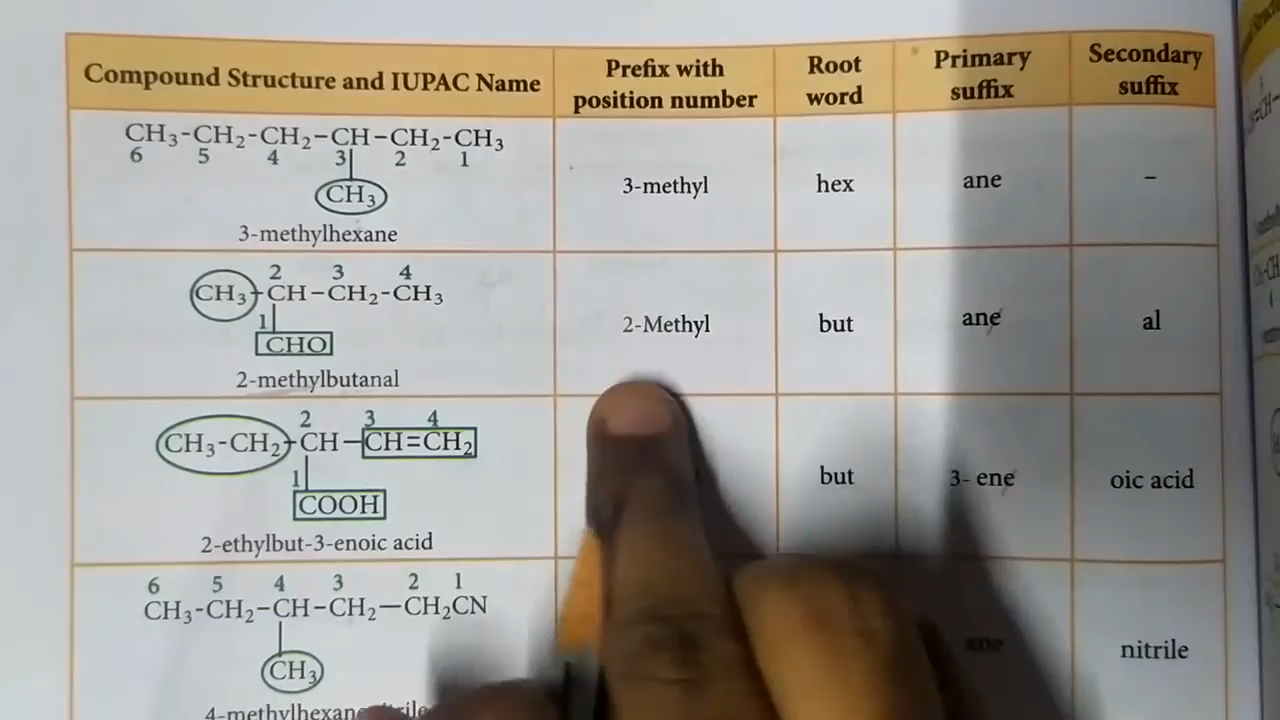 Compound Structure and IUPAC Name
Prefix with
position number
Root
word
Primary
suffix
Secondary
suffix
CH3-CH2-CH2-CH-CH2-CH3
6 5 4 3 2 1
CH3
3-methylhexane
3-methyl
hex
ane
-
2 3 4
CH3-CH-CH2-CH3
1
CHO
2-methylbutanal
2-Methyl
but
ane
al
2 3 4
CH3-CH2-CH-CH=CH2
1
COOH
2-ethylbut-3-enoic acid
but
3- ene
oic acid
6 5 4 3 2 1
CH3-CH2-CH-CH2-CH2CN
CH3
ane
nitrile